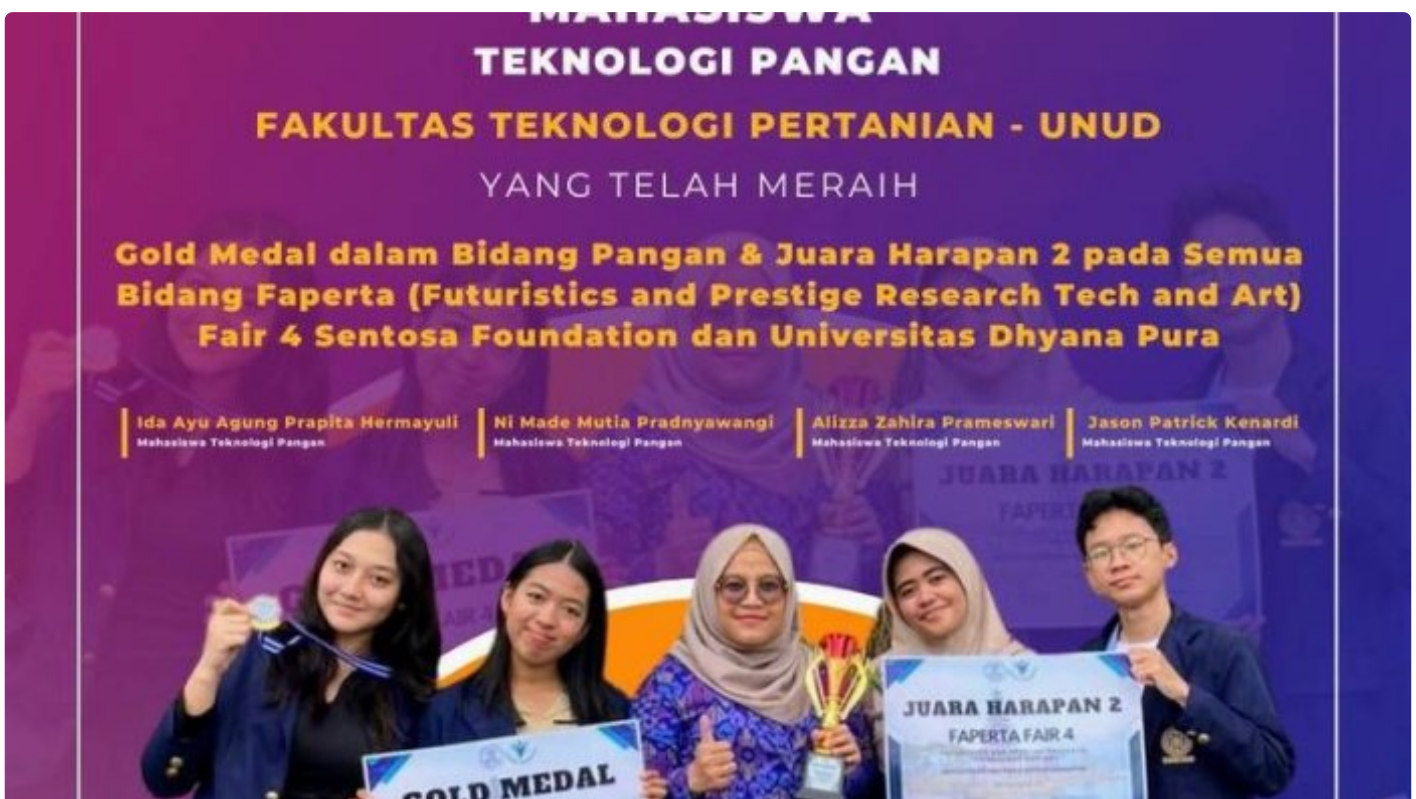 MAHASISWA
TEKNOLOGI PANGAN
FAKULTAS TEKNOLOGI PERTANIAN - UNUD
YANG TELAH MERAIH
Gold Medal dalam Bidang Pangan & Juara Harapan 2 pada Semua
Bidang Faperta (Futuristics and Prestige Research Tech and Art)
Fair 4 Sentosa Foundation dan Universitas Dhyana Pura
Ida Ayu Agung Prapita Hermayuli
Mahasiswa Teknologi Pangan
Ni Made Mutia Pradnyawangi
Mahasiswa Teknologi Pangan
Alizza Zahira Prameswari
Mahasiswa Teknologi Pangan
Jason Patrick Kenardi
Mahasiswa Teknologi Pangan
JUARA HARAPAN 2
FAPERTA FAIR 4
GOLD MEDAL